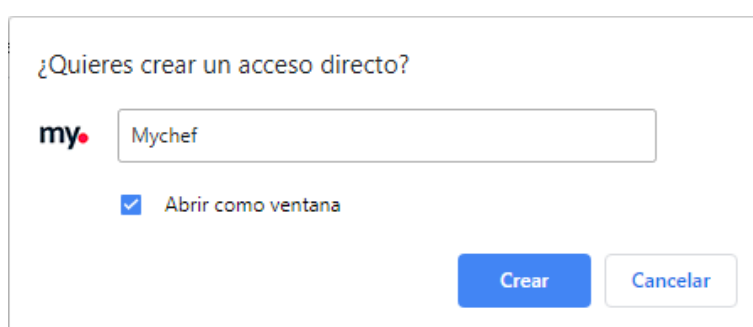 ¿Quieres crear un acceso directo?
my. Mychef
Abrir como ventana
Crear Cancelar